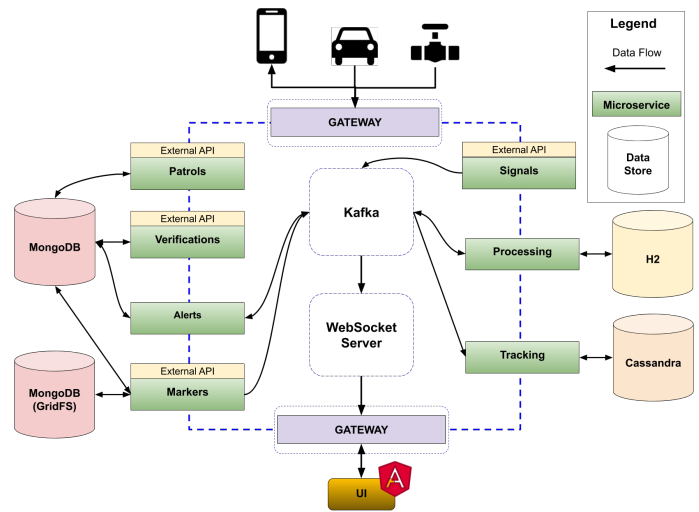 Legend
Data Flow
Microservice
Data
Store
GATEWAY
External API
Patrols
External API
Signals
External API
Verifications
Kafka
MongoDB
Processing
H2
Alerts
WebSocket
Server
Tracking
Cassandra
External API
Markers
MongoDB
(GridFS)
GATEWAY
UI
A